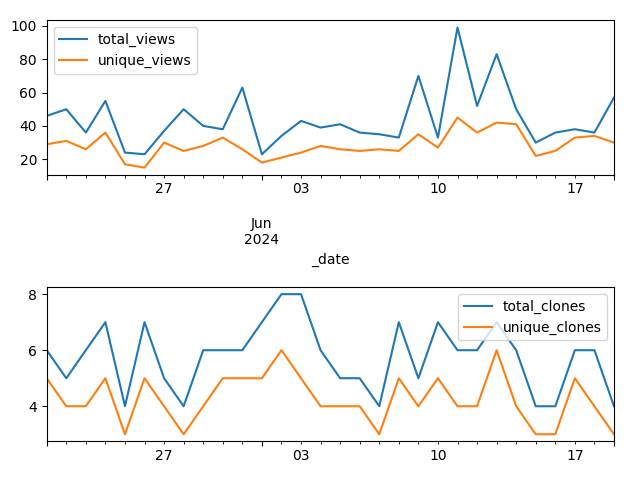 100
80
60
40
20
total_views
unique_views
27
03
10
17
Jun
2024
_date
8
6
4
total_clones
unique_clones
27
03
10
17